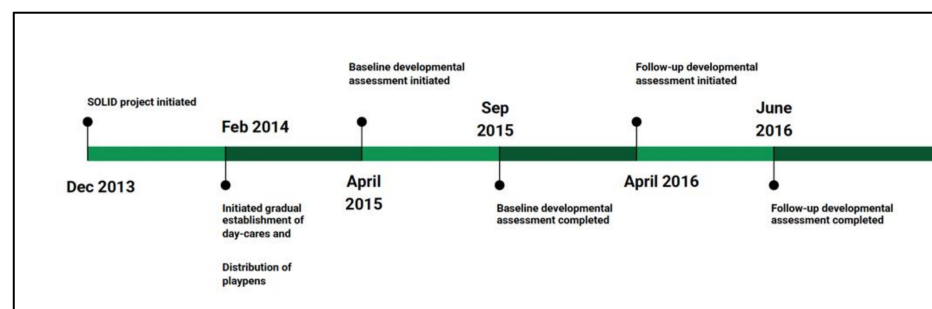 SOLID project initiated
Dec 2013
Feb 2014
Initiated gradual
establishment of
day-cares and
Distribution of
playpens
Baseline developmental
assessment initiated
April
2015
Sep
2015
Baseline developmental
assessment completed
Follow-up developmental
assessment initiated
April 2016
June
2016
Follow-up developmental
assessment completed